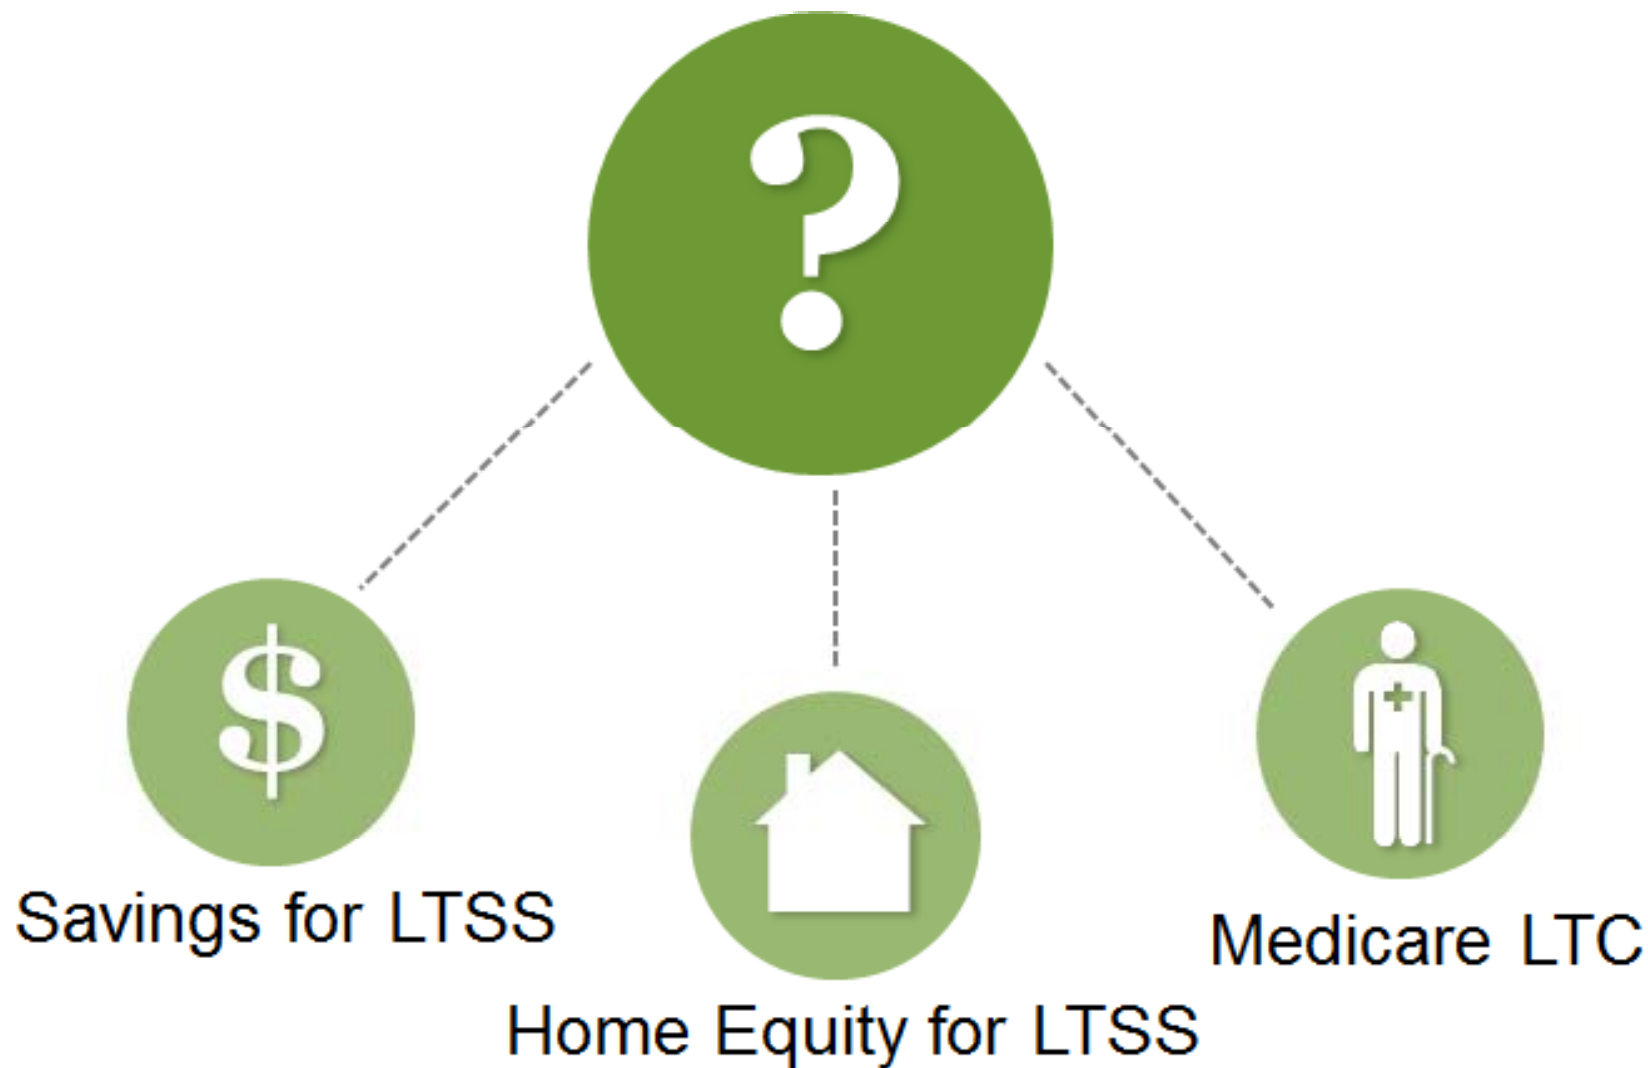 ?
$
Savings for LTSS
Medicare LTC
Home Equity for LTSS